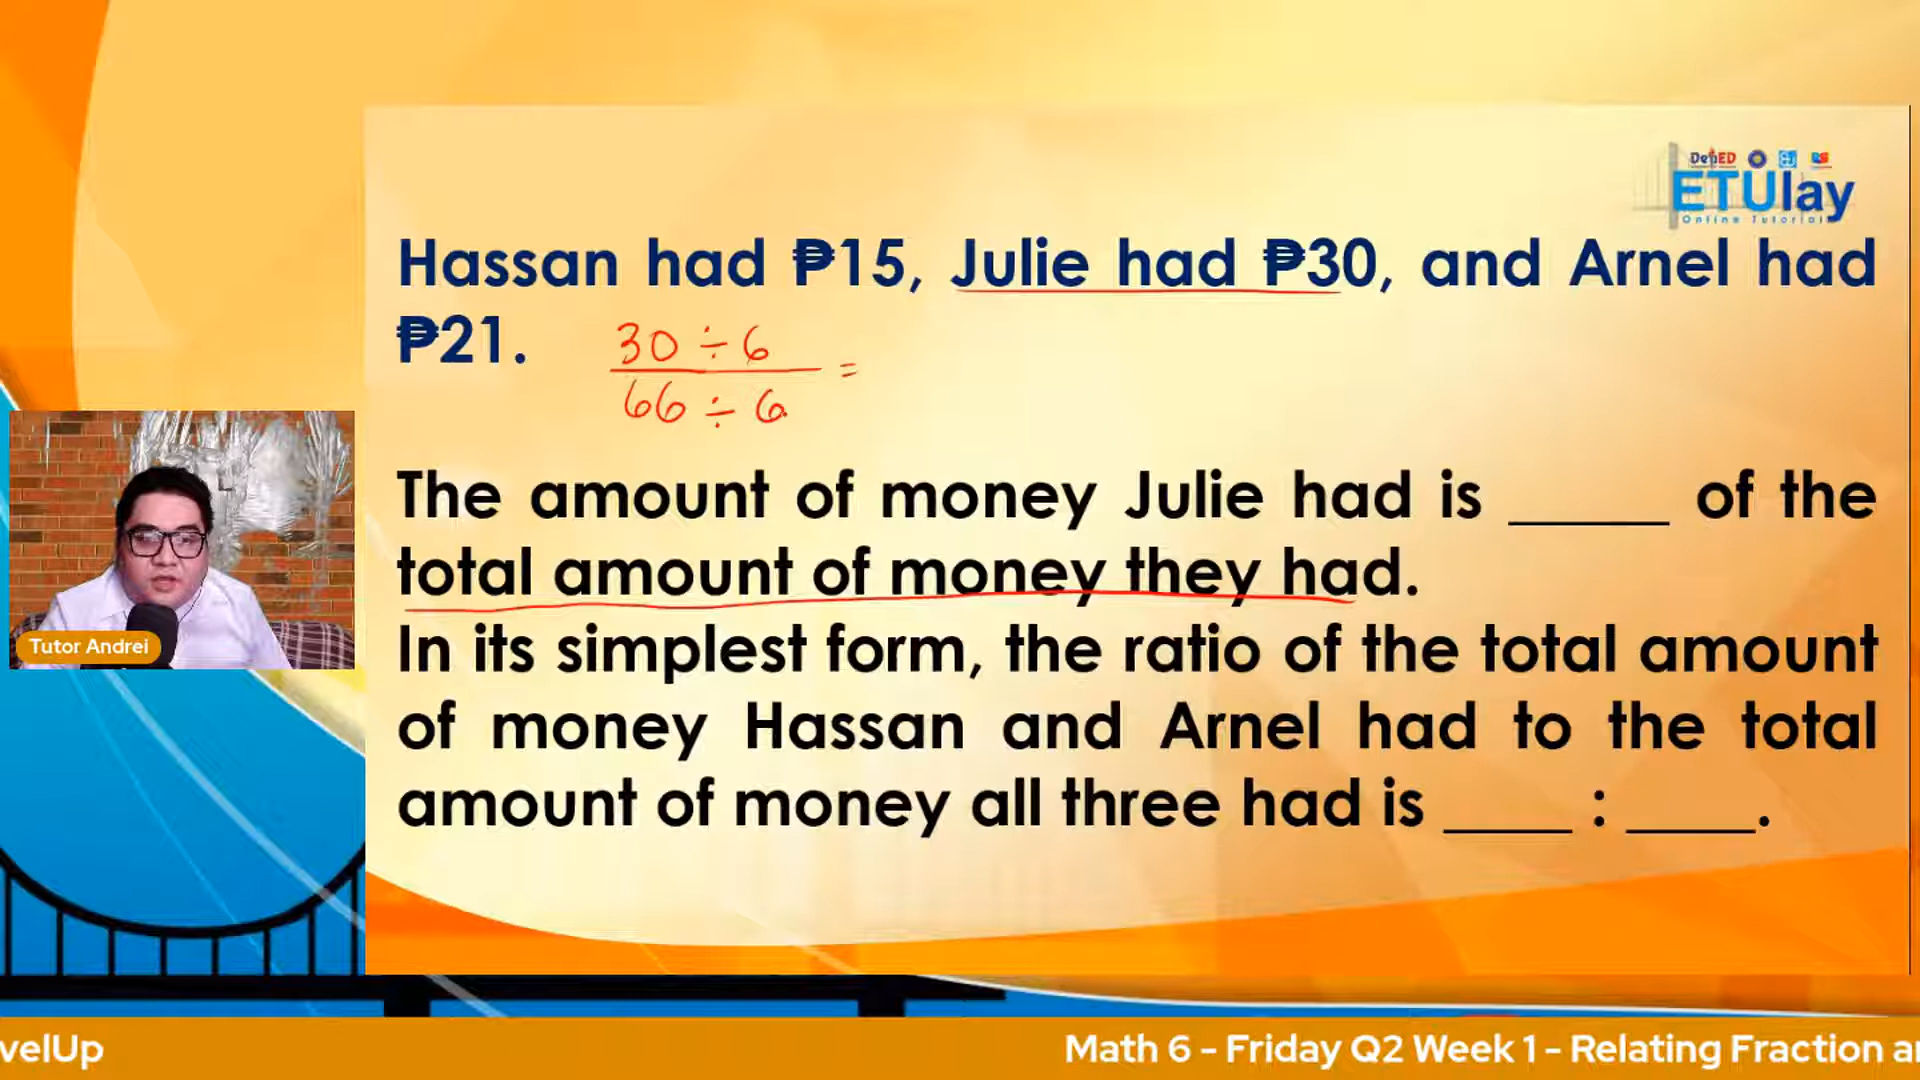 DepED
ETUlay
Online Tutorials
Hassan had ₱15, Julie had ₱30, and Arnel had
₱21.
30 ÷ 6 =
66 ÷ 6
The amount of money Julie had is _____ of the
total amount of money they had.
In its simplest form, the ratio of the total amount
of money Hassan and Arnel had to the total
amount of money all three had is ____ : ____.
Tutor Andrei
velUp
Math 6 - Friday Q2 Week 1 - Relating Fraction a